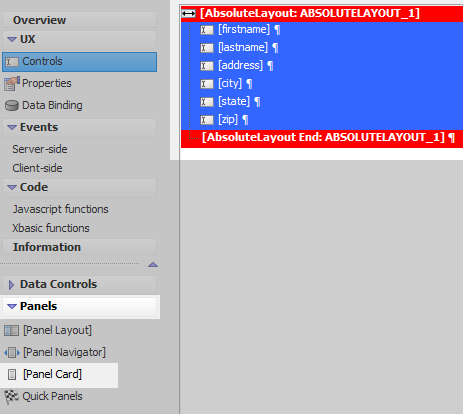 Overview
UX
Controls
Properties
Data Binding
Events
Server-side
Client-side
Code
Javascript functions
Xbasic functions
Information
Data Controls
Panels
[Panel Layout]
[Panel Navigator]
[Panel Card]
Quick Panels
[AbsoluteLayout: ABSOLUTELAYOUT_1]
[firstname] ¶
[lastname] ¶
[address] ¶
[city] ¶
[state] ¶
[zip] ¶
[AbsoluteLayout End: ABSOLUTELAYOUT_1] ¶